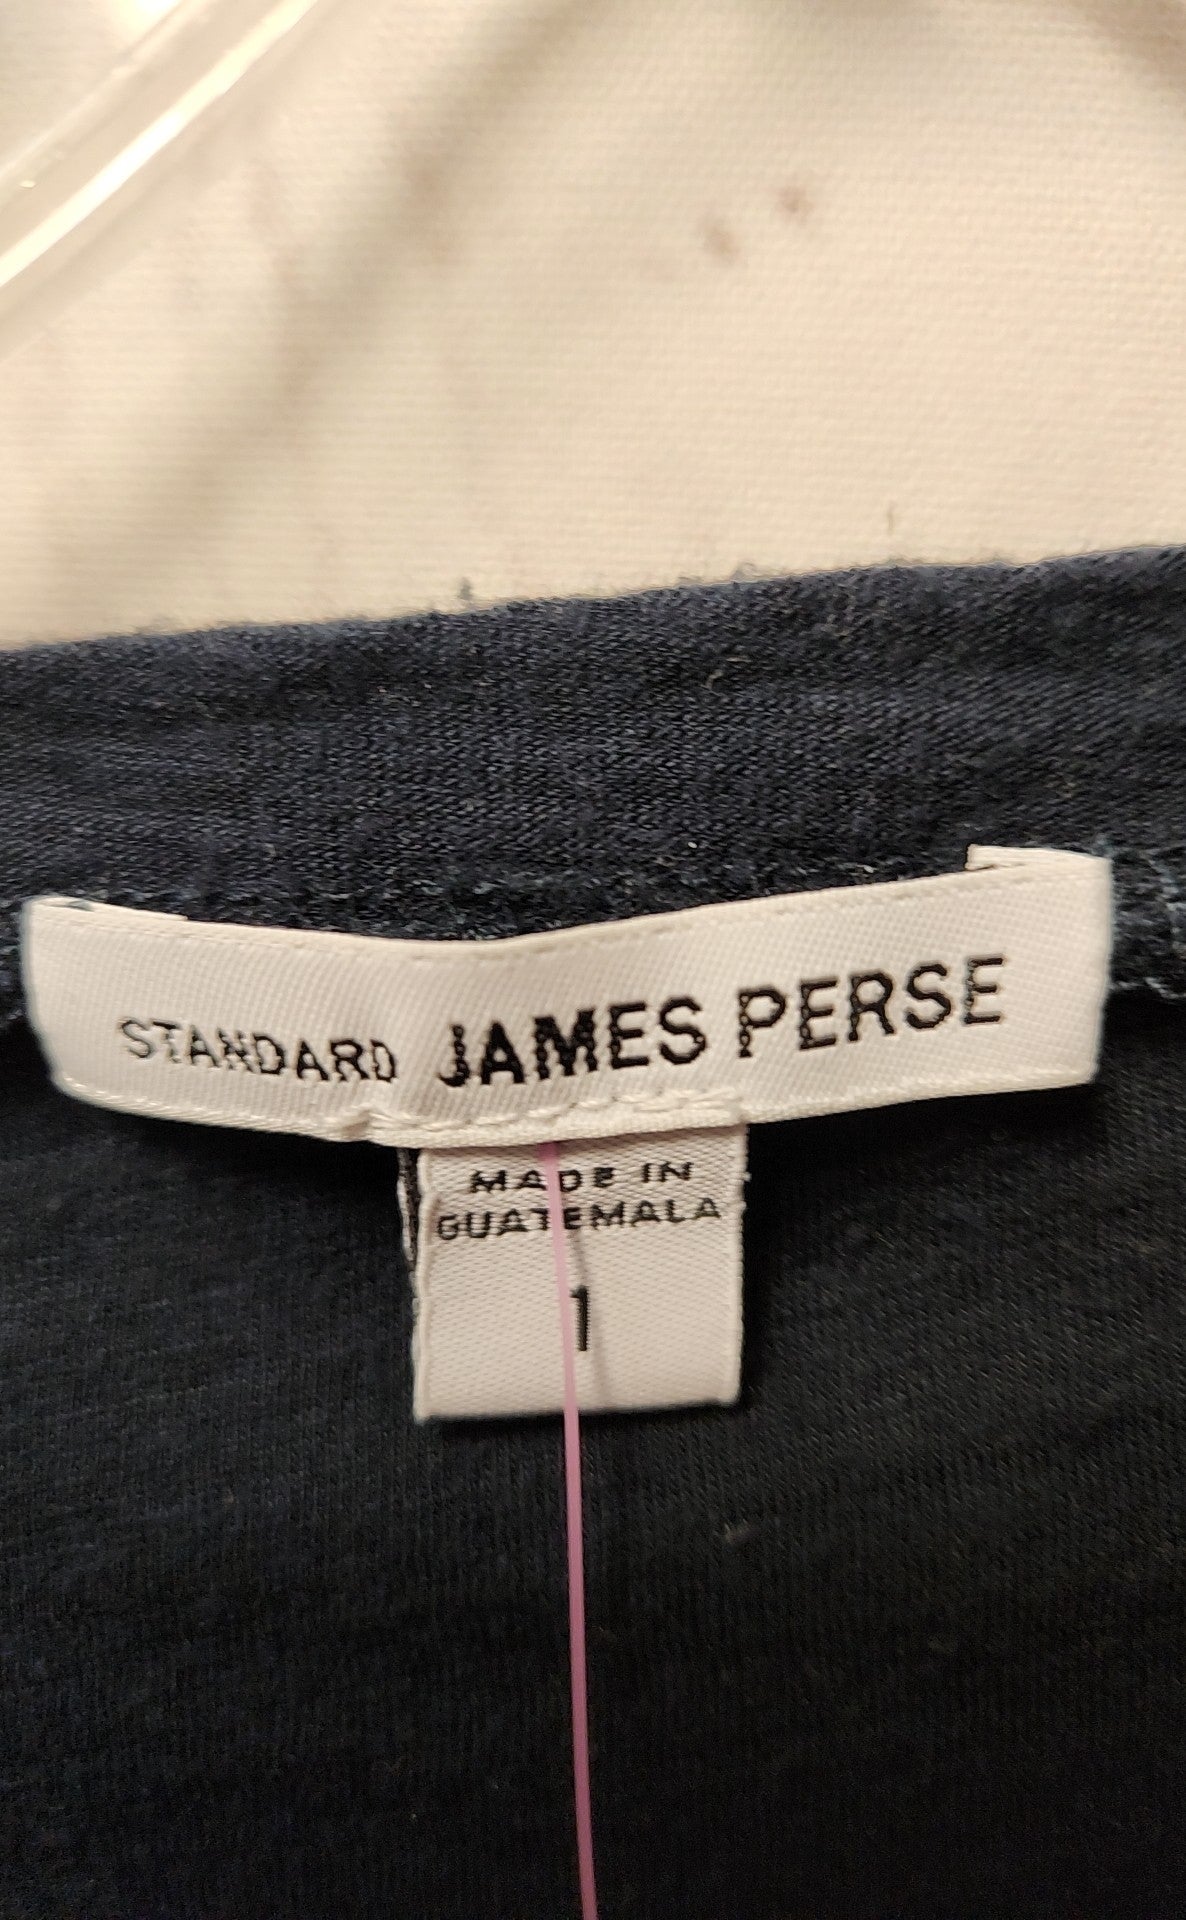 STANDARD JAMES PERSE
MADE IN
GUATEMALA
1